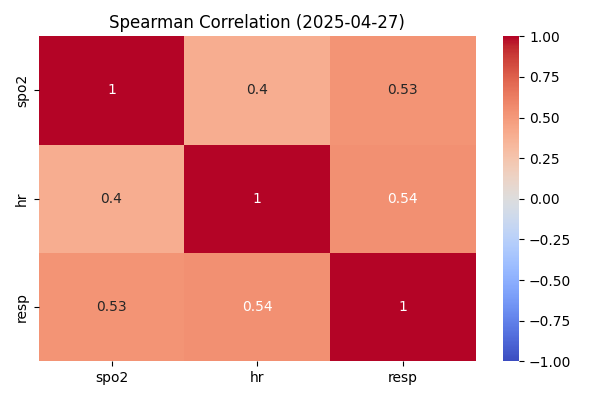 Spearman Correlation (2025-04-27)
spo2 1 0.4 0.53
hr 0.4 1 0.54
resp 0.53 0.54 1
spo2 hr resp
1.00
0.75
0.50
0.25
0.00
−0.25
−0.50
−0.75
−1.00